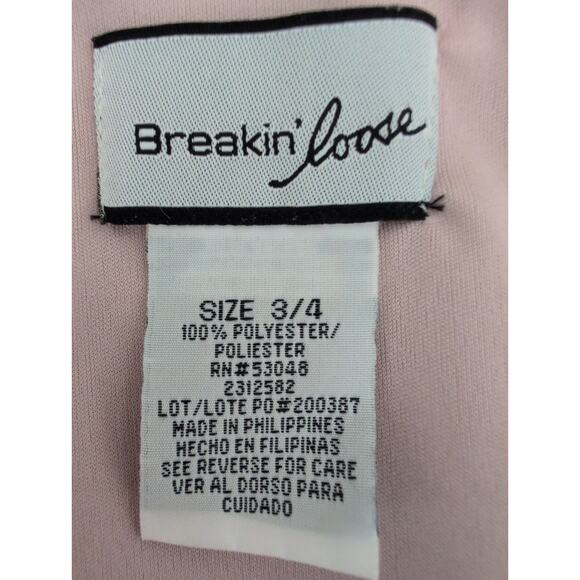 Breakin' loose
SIZE 3/4
100% POLYESTER/
POLIESTER
RN#53048
2312582
LOT/LOTE PO#200387
MADE IN PHILIPPINES
HECHO EN FILIPINAS
SEE REVERSE FOR CARE
VER AL DORSO PARA
CUIDADO